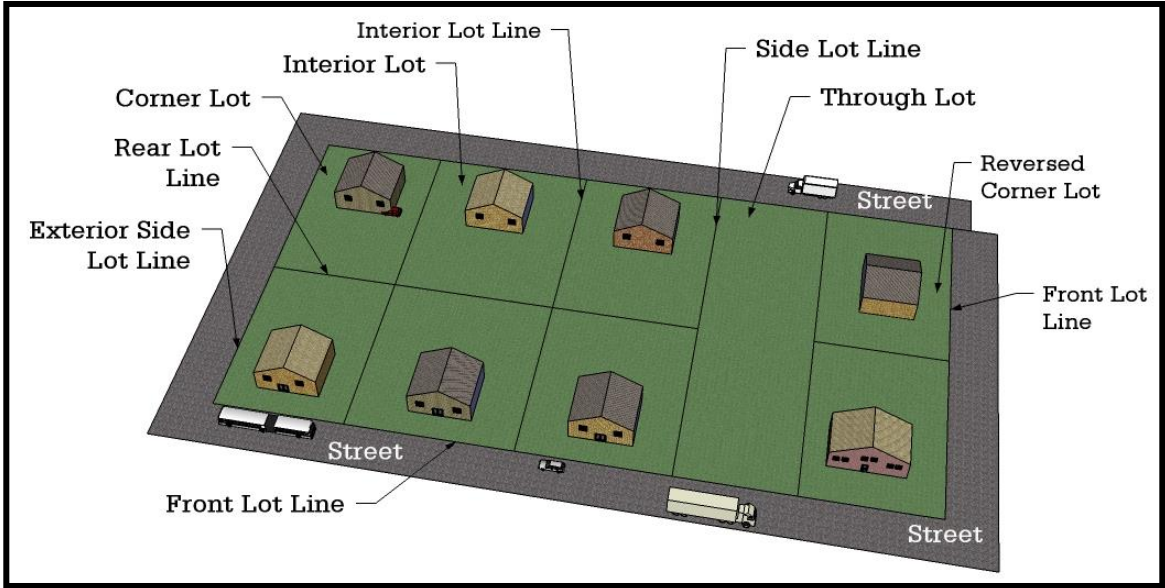 Interior Lot Line
Side Lot Line
Interior Lot
Corner Lot
Through Lot
Rear Lot
Line
Reversed
Corner Lot
Street
Exterior Side
Lot Line
Front Lot
Line
Street
Front Lot Line
Street